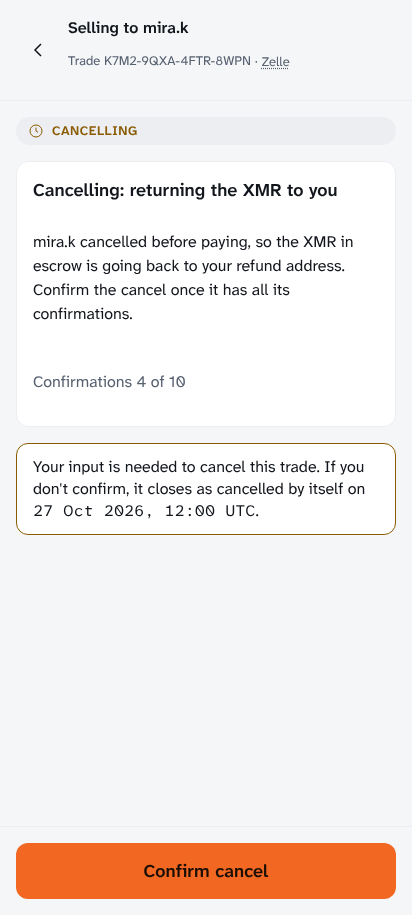 Selling to mira.k
Trade K7M2-9QXA-4FTR-8WPN · Zelle
CANCELLING
Cancelling: returning the XMR to you
mira.k cancelled before paying, so the XMR in
escrow is going back to your refund address.
Confirm the cancel once it has all its
confirmations.
Confirmations 4 of 10
Your input is needed to cancel this trade. If you
don't confirm, it closes as cancelled by itself on
27 Oct 2026, 12:00 UTC.
Confirm cancel